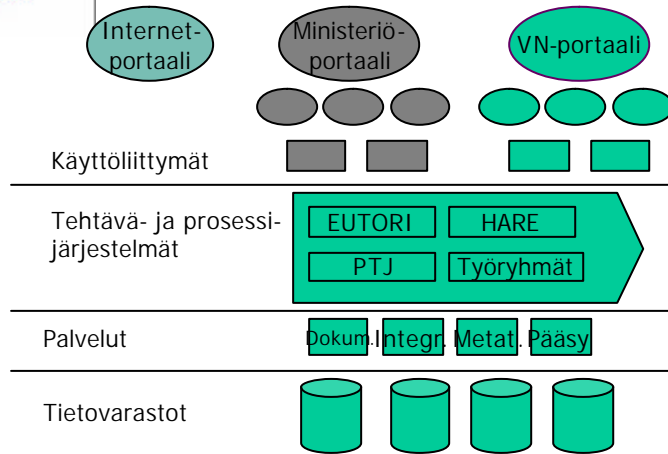 Internet-
portaali
Ministeriö-
portaali
VN-portaali
Käyttöliittymät
Tehtävä- ja prosessi-
järjestelmät
EUTORI
HARE
PTJ
Työryhmät
Palvelut
Dokum.
Integr.
Metat.
Pääsy
Tietovarastot